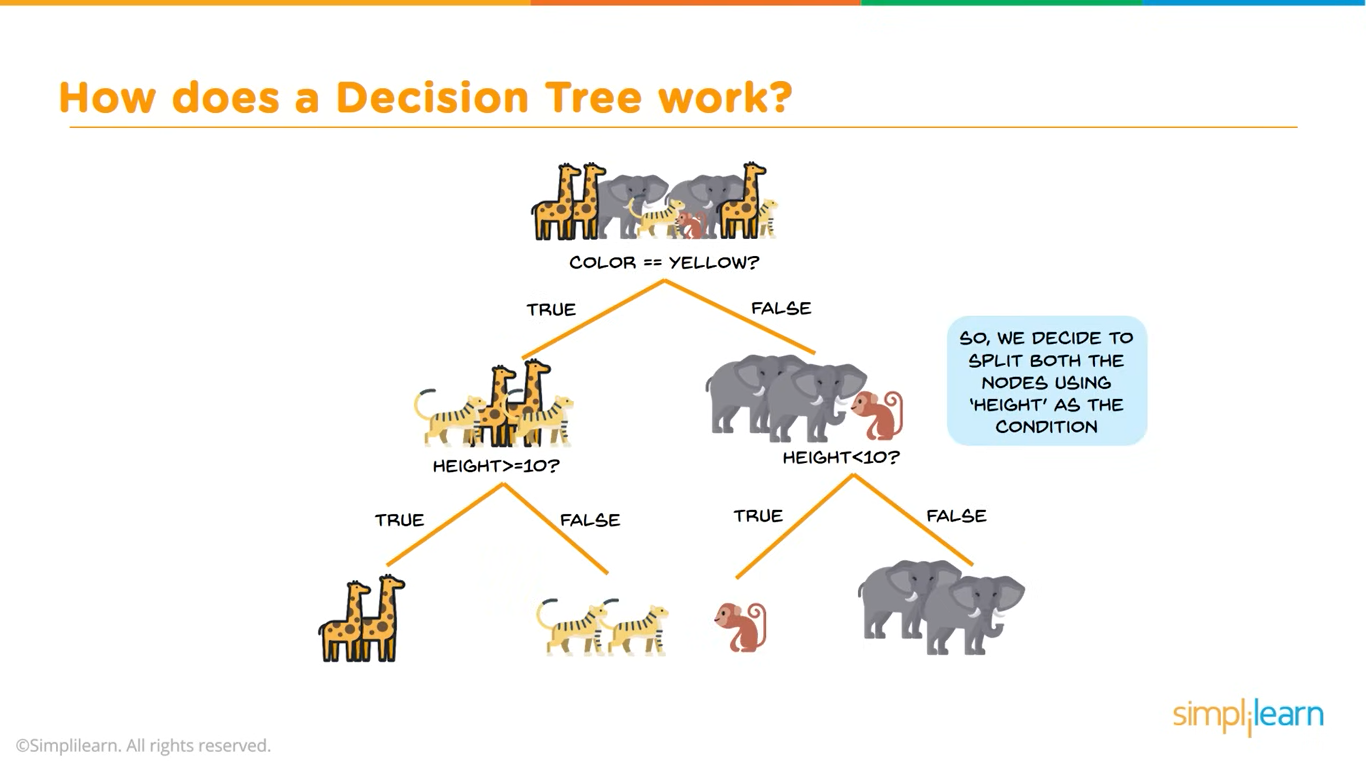 How does a Decision Tree work?
COLOR == YELLOW?
TRUE
FALSE
SO, WE DECIDE TO
SPLIT BOTH THE
NODES USING
'HEIGHT' AS THE
CONDITION
HEIGHT>=10?
HEIGHT<10?
TRUE
FALSE
TRUE
FALSE
simplilearn
©Simplilearn. All rights reserved.